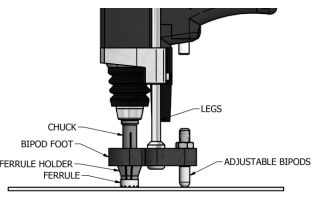 LEGS
CHUCK
BIPOD FOOT
ADJUSTABLE BIPODS
FERRULE HOLDER
FERRULE